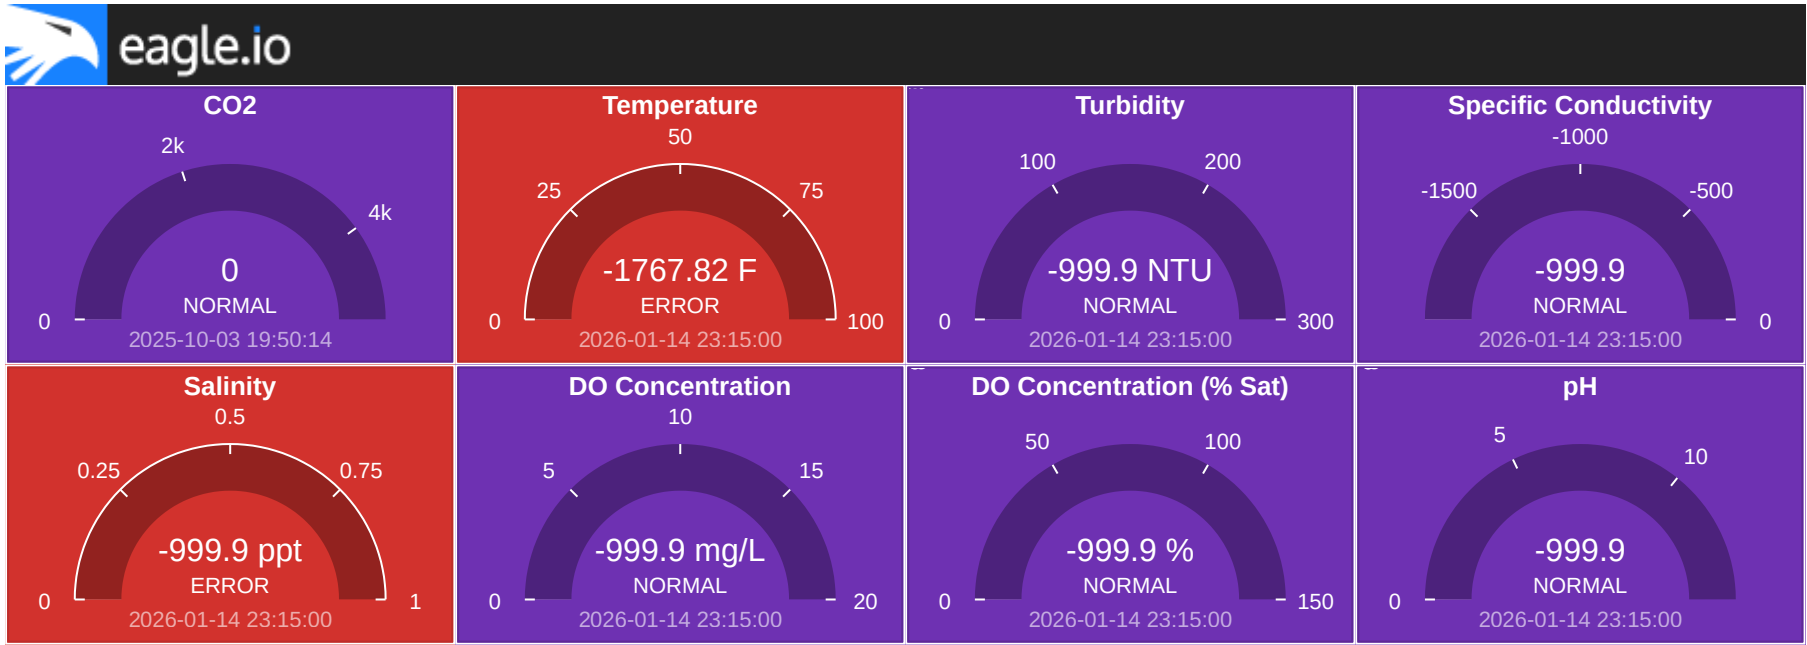 eagle.io
CO2
2k
4k
0
NORMAL
0
2025-10-03 19:50:14
Temperature
50
25
75
-1767.82 F
ERROR
0
100
2026-01-14 23:15:00
Turbidity
100
200
-999.9 NTU
NORMAL
0
300
2026-01-14 23:15:00
Specific Conductivity
-1000
-1500
-500
-999.9
NORMAL
0
2026-01-14 23:15:00
Salinity
0.5
0.25
0.75
-999.9 ppt
ERROR
0
1
2026-01-14 23:15:00
DO Concentration
10
5
15
-999.9 mg/L
NORMAL
0
20
2026-01-14 23:15:00
DO Concentration (% Sat)
50
100
-999.9 %
NORMAL
0
150
2026-01-14 23:15:00
pH
5
10
-999.9
NORMAL
0
2026-01-14 23:15:00